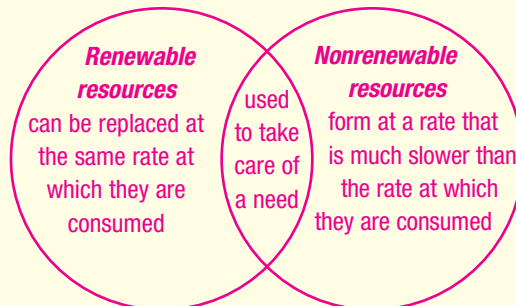 Renewable
resources
can be replaced at
the same rate at
which they are
consumed
used
to take
care of
a need
Nonrenewable
resources
form at a rate that
is much slower than
the rate at which
they are consumed